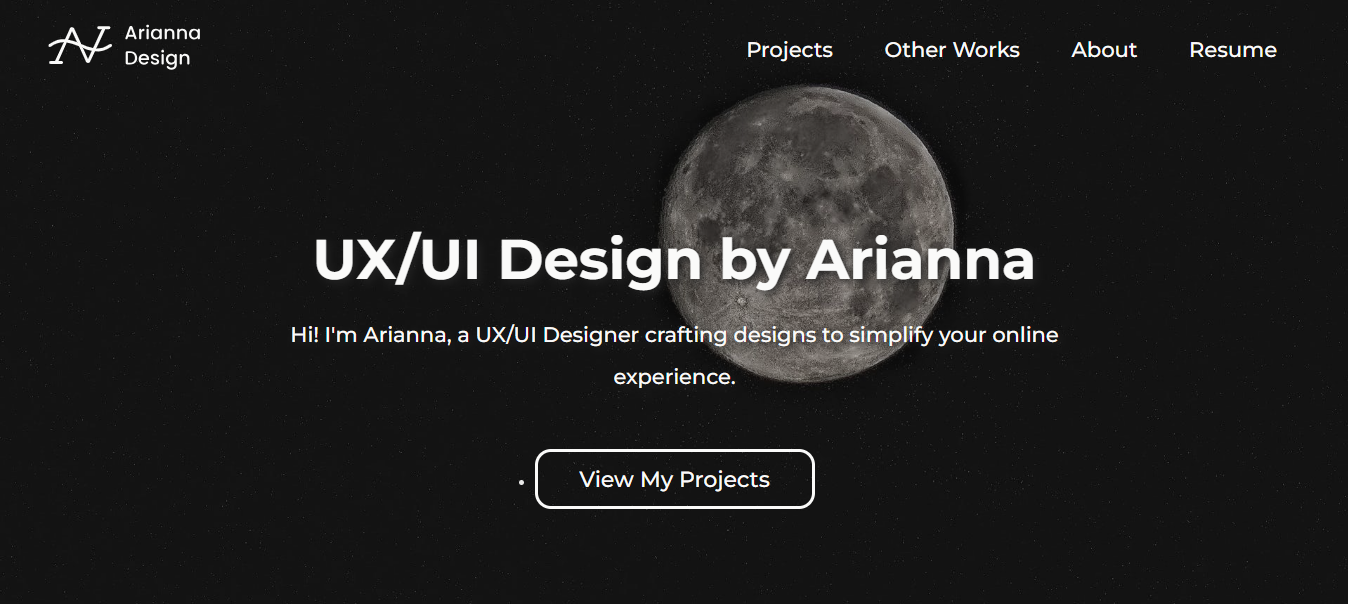 Arianna
Design
Projects
Other Works
About
Resume
UX/UI Design by Arianna
Hi! I'm Arianna, a UX/UI Designer crafting designs to simplify your online
experience.
View My Projects